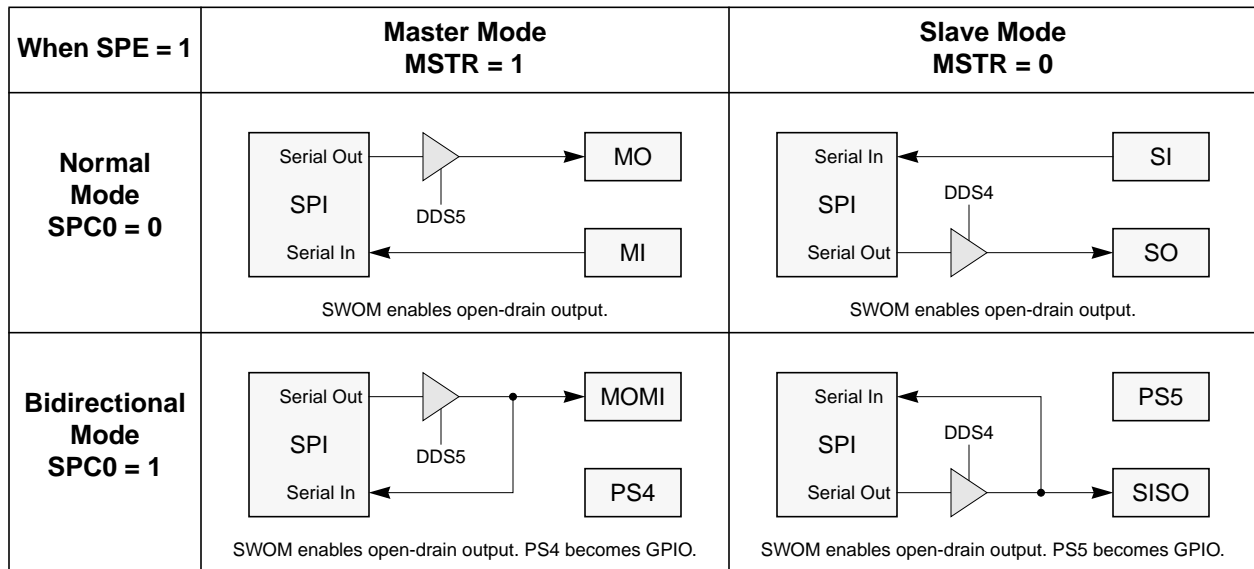 When SPE = 1
Master Mode
MSTR = 1
Slave Mode
MSTR = 0
Normal
Mode
SPC0 = 0
Serial Out
SPI
Serial In
DDS5
MO
MI
SWOM enables open-drain output.
Serial In
SPI
Serial Out
DDS4
SI
SO
SWOM enables open-drain output.
Bidirectional
Mode
SPC0 = 1
Serial Out
SPI
Serial In
DDS5
MOMI
PS4
SWOM enables open-drain output. PS4 becomes GPIO.
Serial In
SPI
Serial Out
DDS4
PS5
SISO
SWOM enables open-drain output. PS5 becomes GPIO.